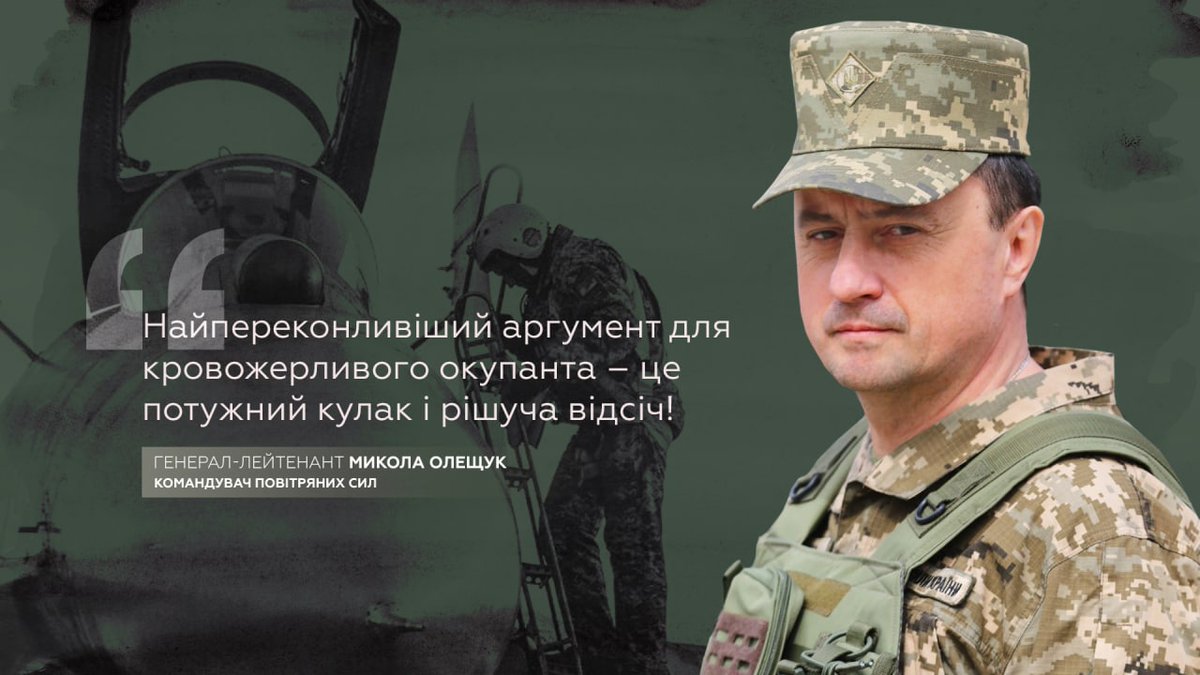 Найпереконливіший аргумент для
кровожерливого окупанта – це
потужний кулак і рішуча відсіч!
ГЕНЕРАЛ-ЛЕЙТЕНАНТ МИКОЛА ОЛЕЩУК
КОМАНДУВАЧ ПОВІТРЯНИХ СИЛ